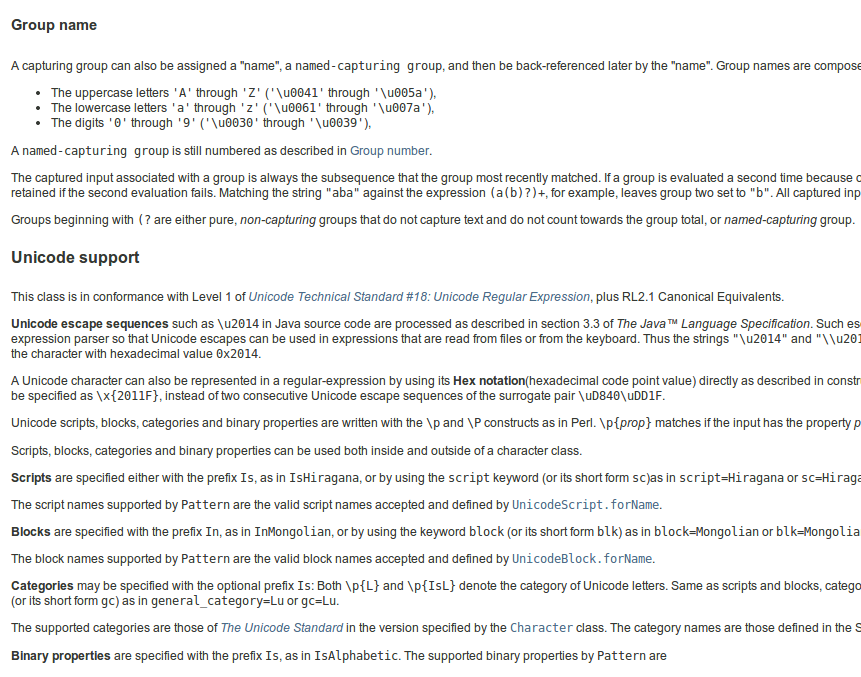 Group name
A capturing group can also be assigned a "name", a named-capturing group, and then be back-referenced later by the "name". Group names are compose
• The uppercase letters 'A' through 'Z' ('\u0041' through '\u005a'),
• The lowercase letters 'a' through 'z' ('\u0061' through '\u007a'),
• The digits '0' through '9' ('\u0030' through '\u0039'),
A named-capturing group is still numbered as described in Group number.
The captured input associated with a group is always the subsequence that the group most recently matched. If a group is evaluated a second time because o
retained if the second evaluation fails. Matching the string "aba" against the expression (a(b)?)+, for example, leaves group two set to "b". All captured inp
Groups beginning with (? are either pure, non-capturing groups that do not capture text and do not count towards the group total, or named-capturing group.
Unicode support
This class is in conformance with Level 1 of Unicode Technical Standard #18: Unicode Regular Expression, plus RL2.1 Canonical Equivalents.
Unicode escape sequences such as \u2014 in Java source code are processed as described in section 3.3 of The Java™ Language Specification. Such es
expression parser so that Unicode escapes can be used in expressions that are read from files or from the keyboard. Thus the strings "\u2014" and "\\u201
the character with hexadecimal value 0x2014.
A Unicode character can also be represented in a regular-expression by using its Hex notation(hexadecimal code point value) directly as described in constr
be specified as \x{2011F}, instead of two consecutive Unicode escape sequences of the surrogate pair \uD840\uDD1F.
Unicode scripts, blocks, categories and binary properties are written with the \p and \P constructs as in Perl. \p{prop} matches if the input has the property p
Scripts, blocks, categories and binary properties can be used both inside and outside of a character class.
Scripts are specified either with the prefix Is, as in IsHiragana, or by using the script keyword (or its short form sc)as in script=Hiragana or sc=Hiraga
The script names supported by Pattern are the valid script names accepted and defined by UnicodeScript.forName.
Blocks are specified with the prefix In, as in InMongolian, or by using the keyword block (or its short form blk) as in block=Mongolian or blk=Mongolia
The block names supported by Pattern are the valid block names accepted and defined by UnicodeBlock.forName.
Categories may be specified with the optional prefix Is: Both \p{L} and \p{IsL} denote the category of Unicode letters. Same as scripts and blocks, catego
(or its short form gc) as in general_category=Lu or gc=Lu.
The supported categories are those of The Unicode Standard in the version specified by the Character class. The category names are those defined in the S
Binary properties are specified with the prefix Is, as in IsAlphabetic. The supported binary properties by Pattern are